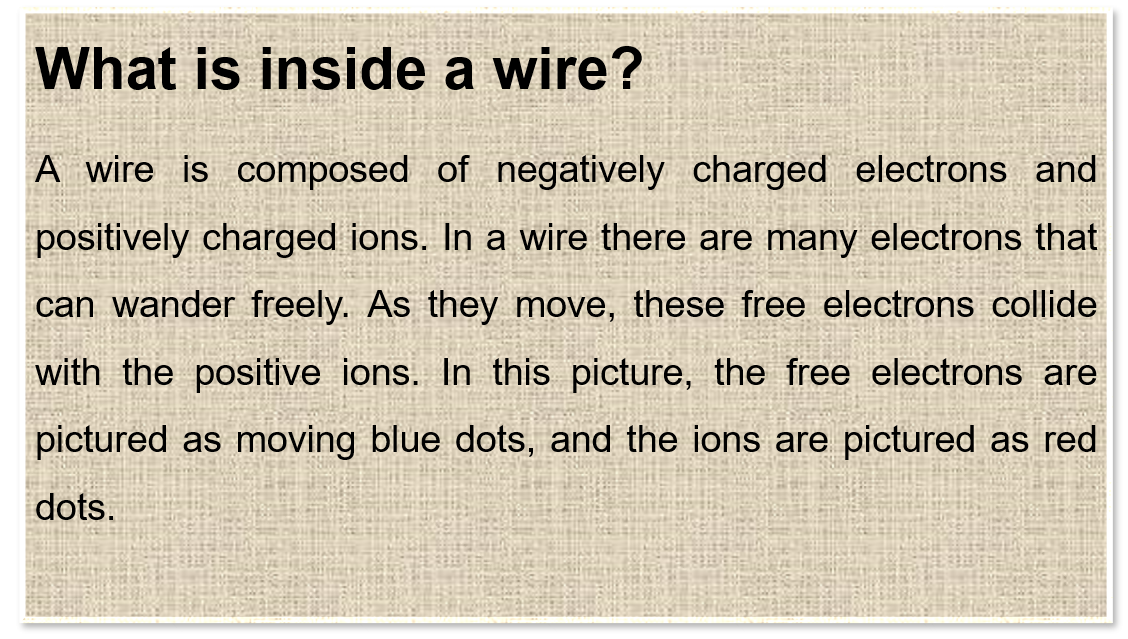 What is inside a wire?
A wire is composed of negatively charged electrons and
positively charged ions. In a wire there are many electrons that
can wander freely. As they move, these free electrons collide
with the positive ions. In this picture, the free electrons are
pictured as moving blue dots, and the ions are pictured as red
dots.